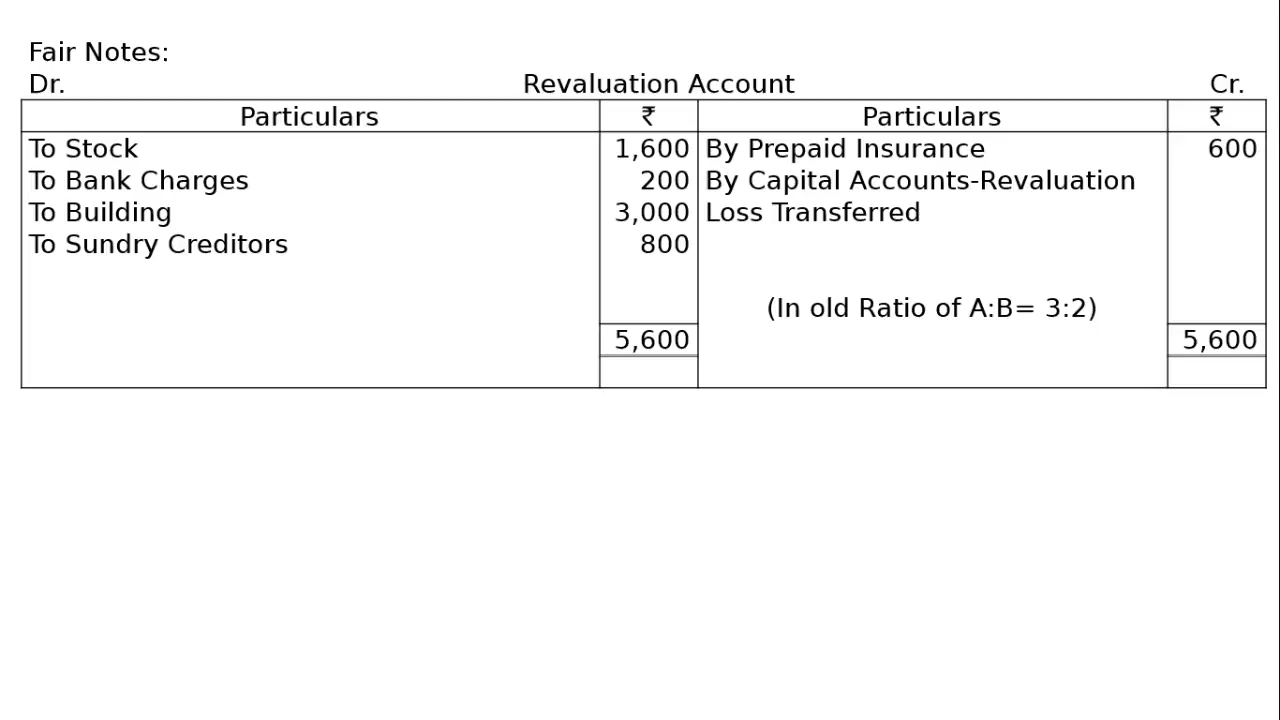 Fair Notes:
Dr. Revaluation Account Cr.
Particulars ₹ Particulars ₹
To Stock 1,600 By Prepaid Insurance 600
To Bank Charges 200 By Capital Accounts-Revaluation
To Building 3,000 Loss Transferred
To Sundry Creditors 800
(In old Ratio of A:B= 3:2)
5,600 5,600